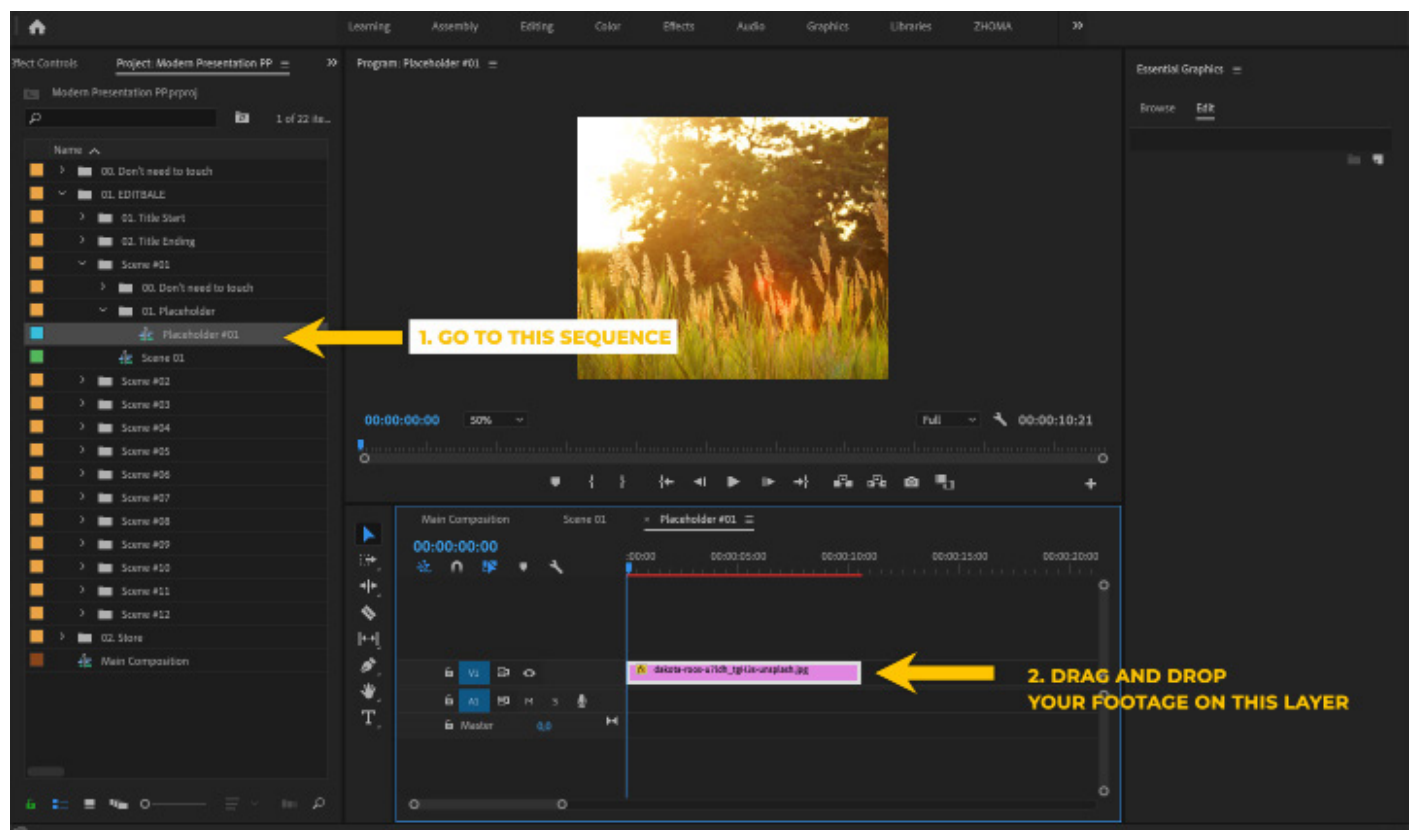 Learning Assembly Editing Color Effects Audio Graphics Libraries ZHOMA
ffect Controls Project: Modern Presentation PP
Modern Presentation PP.prproj
1 of 22 ite...
Name
00. Don't need to touch
01. EDITBALE
01. Title Start
02. Title Ending
Scene #01
00. Don't need to touch
01. Placeholder
Placeholder #01
Scene 01
Scene #02
Scene #03
Scene #04
Scene #05
Scene #06
Scene #07
Scene #08
Scene #09
Scene #10
Scene #11
Scene #12
02. Store
Main Composition
Program: Placeholder #01
1. GO TO THIS SEQUENCE
00:00:00:00 50% Full 00:00:10:21
Essential Graphics
Browse Edit
Main Composition Scene 01 × Placeholder #01
00:00:00:00
:00:00 00:00:05:00 00:00:10:00 00:00:15:00 00:00:20:00
V1 fx
A1 M S
Master 0,0
2. DRAG AND DROP
YOUR FOOTAGE ON THIS LAYER